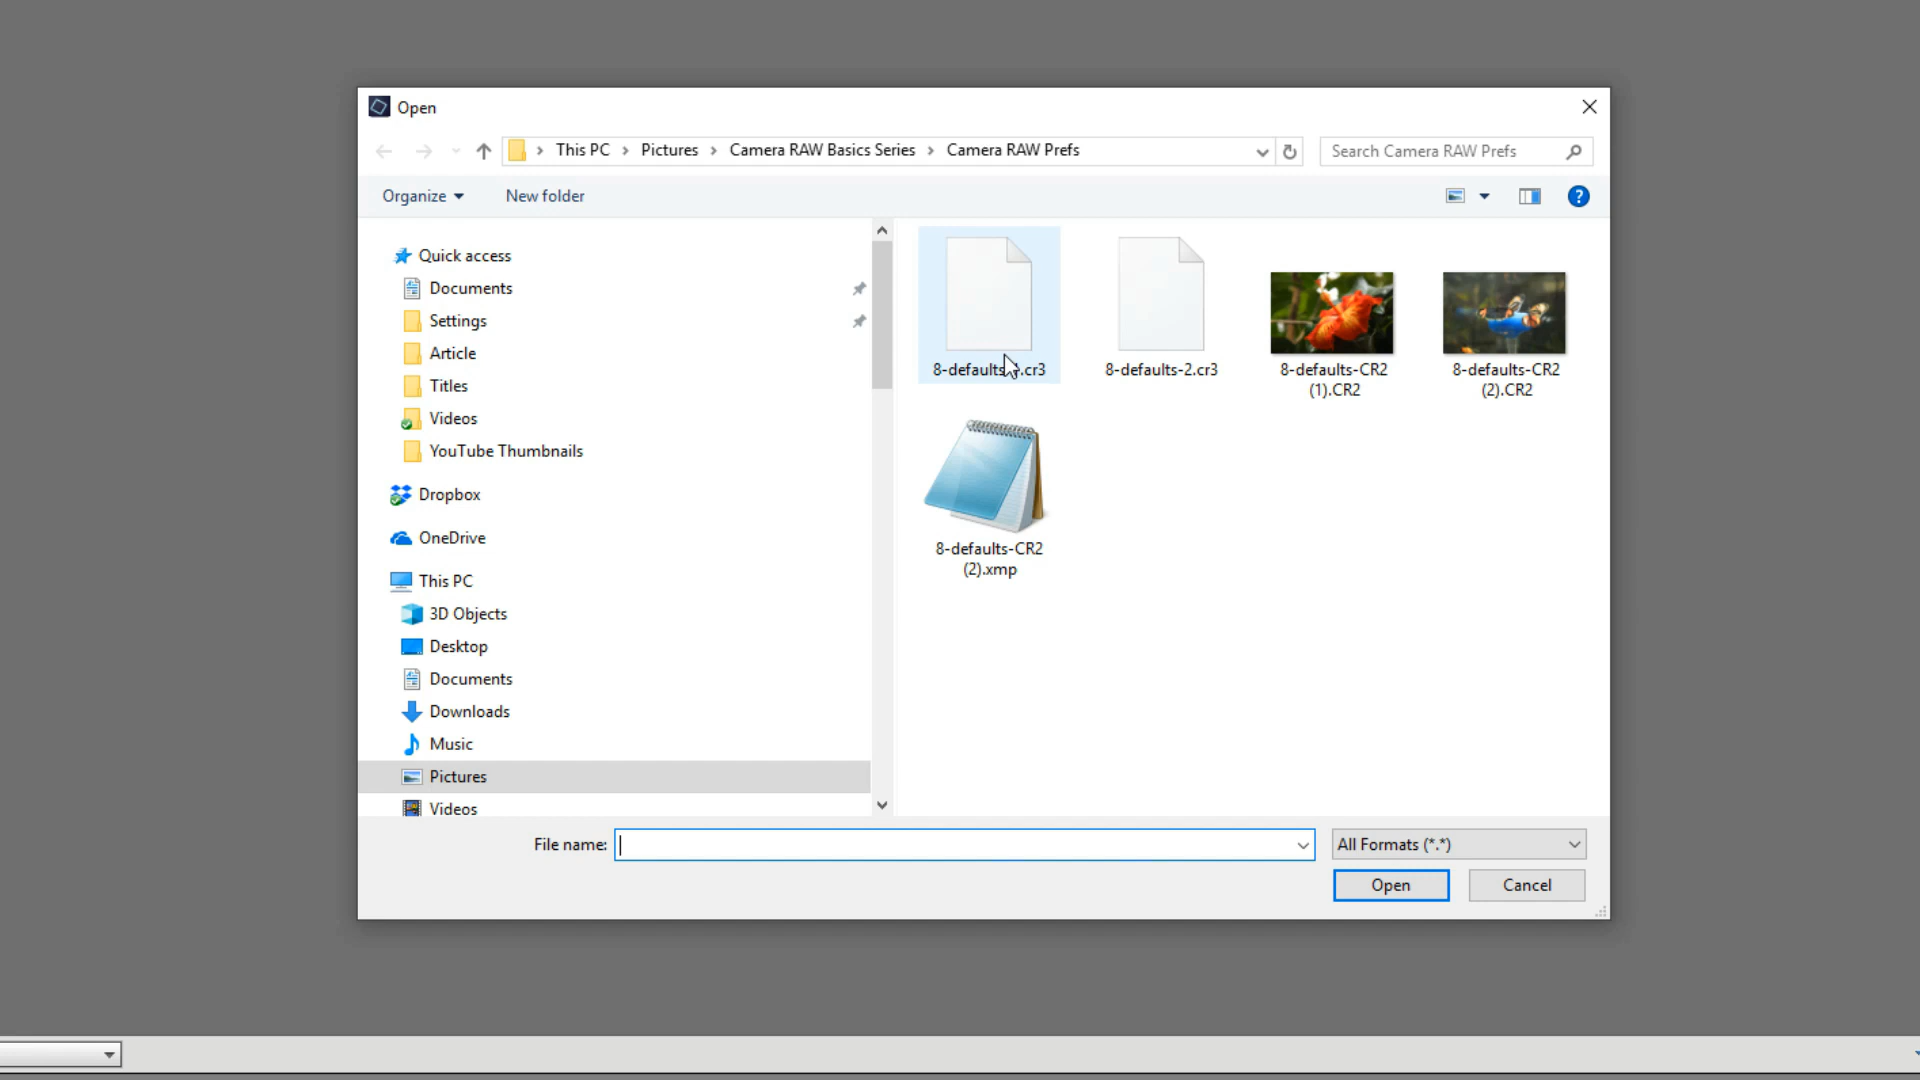 Open
This PC > Pictures > Camera RAW Basics Series > Camera RAW Prefs
Search Camera RAW Prefs
Organize
New folder
?
Quick access
Documents
Settings
Article
Titles
Videos
YouTube Thumbnails
Dropbox
OneDrive
This PC
3D Objects
Desktop
Documents
Downloads
Music
Pictures
Videos
8-defaults .cr3
8-defaults-2.cr3
8-defaults-CR2
(1).CR2
8-defaults-CR2
(2).CR2
8-defaults-CR2
(2).xmp
File name:
All Formats (*.*)
Open
Cancel